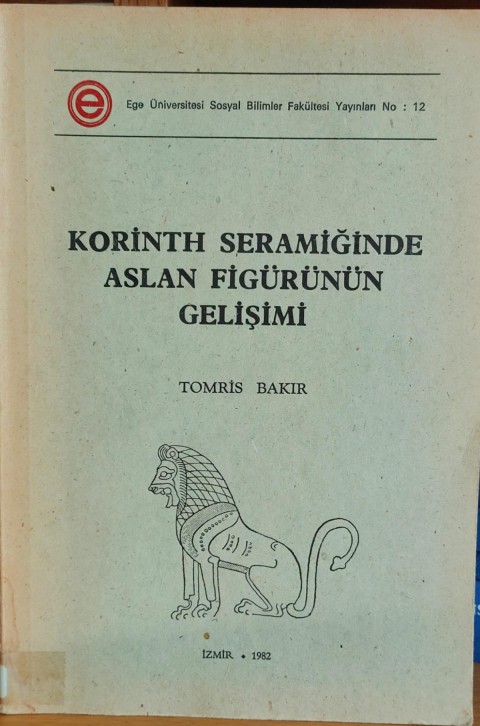 e
Ege Üniversitesi Sosyal Bilimler Fakültesi Yayınları No : 12
KORİNTH SERAMİĞİNDE
ASLAN FİGÜRÜNÜN
GELİŞİMİ
TOMRİS BAKIR
İZMİR • 1982